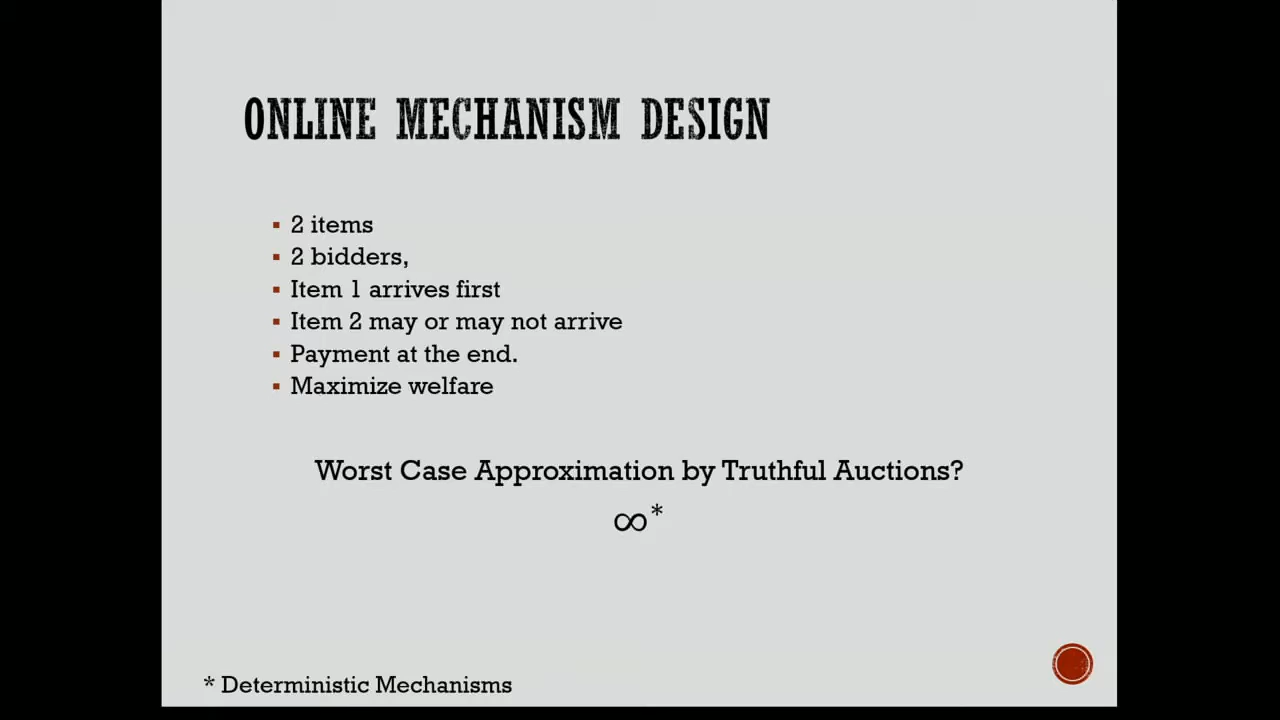 ONLINE MECHANISM DESIGN
2 items
2 bidders,
Item 1 arrives first
Item 2 may or may not arrive
Payment at the end.
Maximize welfare
Worst Case Approximation by Truthful Auctions?
∞*
* Deterministic Mechanisms